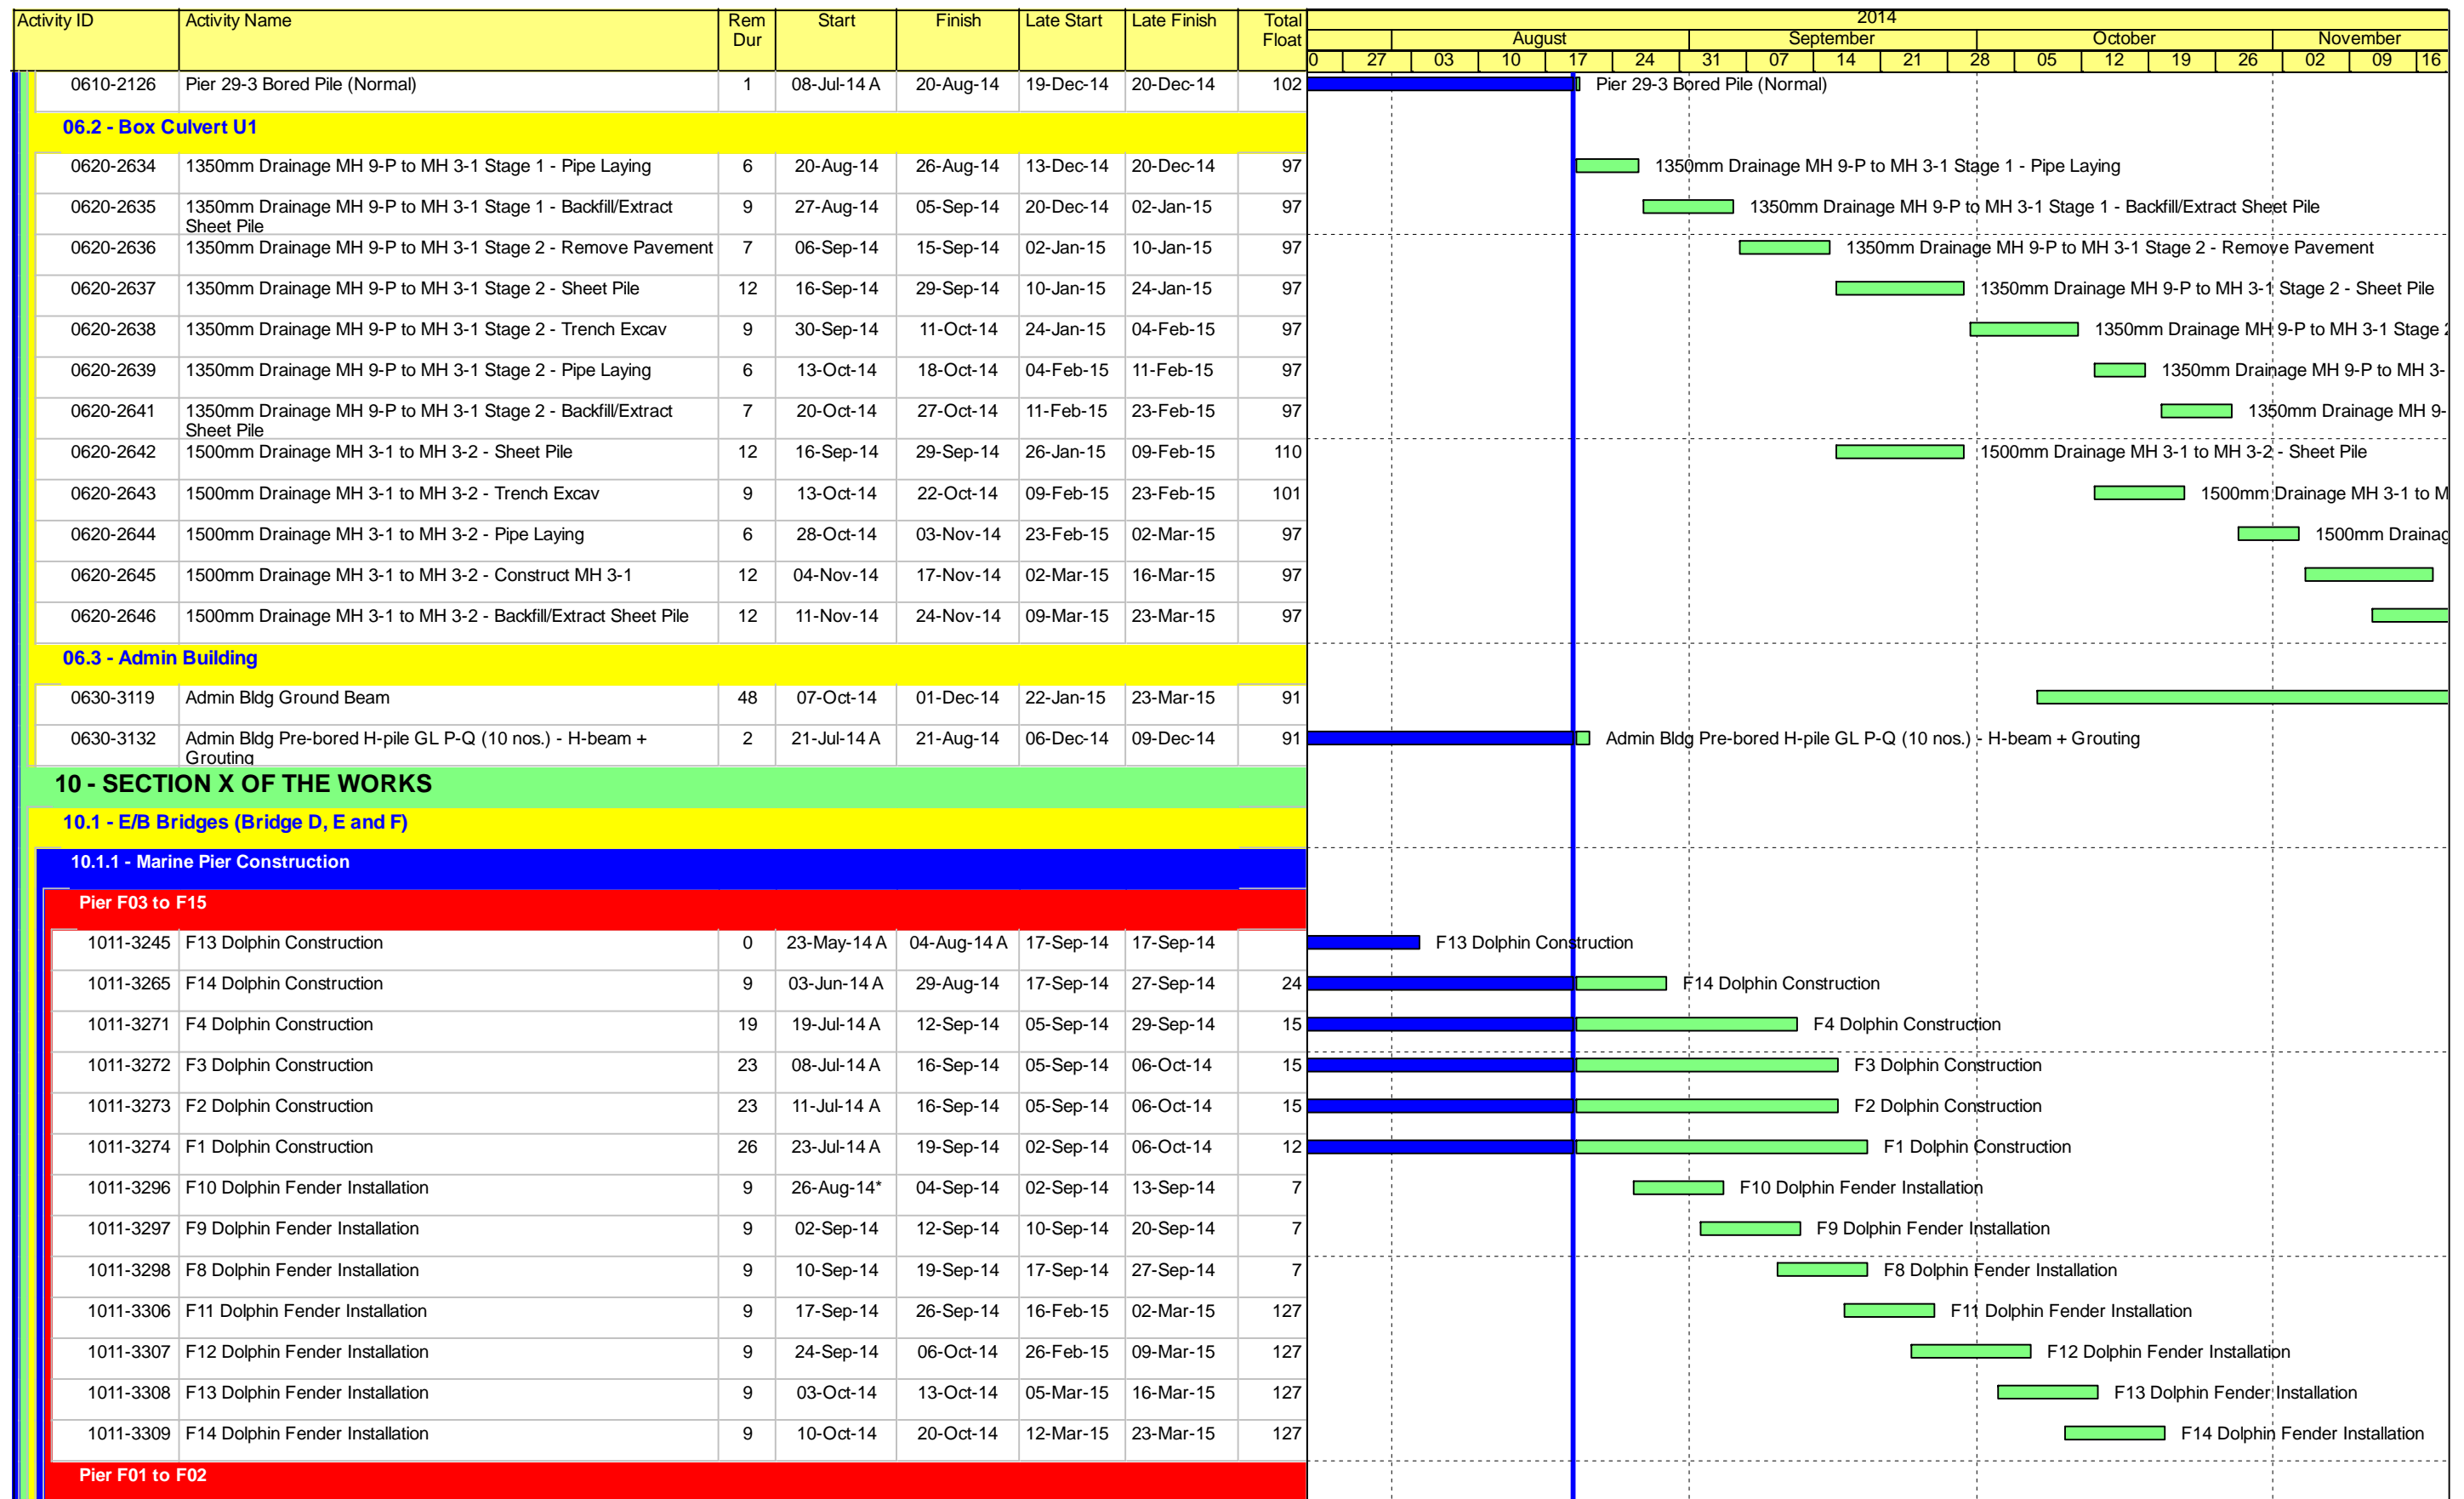 Activity ID Activity Name Rem Dur Start Finish Late Start Late Finish Total Float 2014
August September October November
0 27 03 10 17 24 31 07 14 21 28 05 12 19 26 02 09 16
0610-2126 Pier 29-3 Bored Pile (Normal) 1 08-Jul-14 A 20-Aug-14 19-Dec-14 20-Dec-14 102 Pier 29-3 Bored Pile (Normal)
06.2 - Box Culvert U1
0620-2634 1350mm Drainage MH 9-P to MH 3-1 Stage 1 - Pipe Laying 6 20-Aug-14 26-Aug-14 13-Dec-14 20-Dec-14 97 1350mm Drainage MH 9-P to MH 3-1 Stage 1 - Pipe Laying
0620-2635 1350mm Drainage MH 9-P to MH 3-1 Stage 1 - Backfill/Extract Sheet Pile 9 27-Aug-14 05-Sep-14 20-Dec-14 02-Jan-15 97 1350mm Drainage MH 9-P to MH 3-1 Stage 1 - Backfill/Extract Sheet Pile
0620-2636 1350mm Drainage MH 9-P to MH 3-1 Stage 2 - Remove Pavement 7 06-Sep-14 15-Sep-14 02-Jan-15 10-Jan-15 97 1350mm Drainage MH 9-P to MH 3-1 Stage 2 - Remove Pavement
0620-2637 1350mm Drainage MH 9-P to MH 3-1 Stage 2 - Sheet Pile 12 16-Sep-14 29-Sep-14 10-Jan-15 24-Jan-15 97 1350mm Drainage MH 9-P to MH 3-1 Stage 2 - Sheet Pile
0620-2638 1350mm Drainage MH 9-P to MH 3-1 Stage 2 - Trench Excav 9 30-Sep-14 11-Oct-14 24-Jan-15 04-Feb-15 97 1350mm Drainage MH 9-P to MH 3-1 Stage 2
0620-2639 1350mm Drainage MH 9-P to MH 3-1 Stage 2 - Pipe Laying 6 13-Oct-14 18-Oct-14 04-Feb-15 11-Feb-15 97 1350mm Drainage MH 9-P to MH 3-
0620-2641 1350mm Drainage MH 9-P to MH 3-1 Stage 2 - Backfill/Extract Sheet Pile 7 20-Oct-14 27-Oct-14 11-Feb-15 23-Feb-15 97 1350mm Drainage MH 9-
0620-2642 1500mm Drainage MH 3-1 to MH 3-2 - Sheet Pile 12 16-Sep-14 29-Sep-14 26-Jan-15 09-Feb-15 110 1500mm Drainage MH 3-1 to MH 3-2 - Sheet Pile
0620-2643 1500mm Drainage MH 3-1 to MH 3-2 - Trench Excav 9 13-Oct-14 22-Oct-14 09-Feb-15 23-Feb-15 101 1500mm Drainage MH 3-1 to M
0620-2644 1500mm Drainage MH 3-1 to MH 3-2 - Pipe Laying 6 28-Oct-14 03-Nov-14 23-Feb-15 02-Mar-15 97 1500mm Drainag
0620-2645 1500mm Drainage MH 3-1 to MH 3-2 - Construct MH 3-1 12 04-Nov-14 17-Nov-14 02-Mar-15 16-Mar-15 97
0620-2646 1500mm Drainage MH 3-1 to MH 3-2 - Backfill/Extract Sheet Pile 12 11-Nov-14 24-Nov-14 09-Mar-15 23-Mar-15 97
06.3 - Admin Building
0630-3119 Admin Bldg Ground Beam 48 07-Oct-14 01-Dec-14 22-Jan-15 23-Mar-15 91
0630-3132 Admin Bldg Pre-bored H-pile GL P-Q (10 nos.) - H-beam + Grouting 2 21-Jul-14 A 21-Aug-14 06-Dec-14 09-Dec-14 91 Admin Bldg Pre-bored H-pile GL P-Q (10 nos.) - H-beam + Grouting
10 - SECTION X OF THE WORKS
10.1 - E/B Bridges (Bridge D, E and F)
10.1.1 - Marine Pier Construction
Pier F03 to F15
1011-3245 F13 Dolphin Construction 0 23-May-14 A 04-Aug-14 A 17-Sep-14 17-Sep-14 F13 Dolphin Construction
1011-3265 F14 Dolphin Construction 9 03-Jun-14 A 29-Aug-14 17-Sep-14 27-Sep-14 24 F14 Dolphin Construction
1011-3271 F4 Dolphin Construction 19 19-Jul-14 A 12-Sep-14 05-Sep-14 29-Sep-14 15 F4 Dolphin Construction
1011-3272 F3 Dolphin Construction 23 08-Jul-14 A 16-Sep-14 05-Sep-14 06-Oct-14 15 F3 Dolphin Construction
1011-3273 F2 Dolphin Construction 23 11-Jul-14 A 16-Sep-14 05-Sep-14 06-Oct-14 15 F2 Dolphin Construction
1011-3274 F1 Dolphin Construction 26 23-Jul-14 A 19-Sep-14 02-Sep-14 06-Oct-14 12 F1 Dolphin Construction
1011-3296 F10 Dolphin Fender Installation 9 26-Aug-14* 04-Sep-14 02-Sep-14 13-Sep-14 7 F10 Dolphin Fender Installation
1011-3297 F9 Dolphin Fender Installation 9 02-Sep-14 12-Sep-14 10-Sep-14 20-Sep-14 7 F9 Dolphin Fender Installation
1011-3298 F8 Dolphin Fender Installation 9 10-Sep-14 19-Sep-14 17-Sep-14 27-Sep-14 7 F8 Dolphin Fender Installation
1011-3306 F11 Dolphin Fender Installation 9 17-Sep-14 26-Sep-14 16-Feb-15 02-Mar-15 127 F11 Dolphin Fender Installation
1011-3307 F12 Dolphin Fender Installation 9 24-Sep-14 06-Oct-14 26-Feb-15 09-Mar-15 127 F12 Dolphin Fender Installation
1011-3308 F13 Dolphin Fender Installation 9 03-Oct-14 13-Oct-14 05-Mar-15 16-Mar-15 127 F13 Dolphin Fender Installation
1011-3309 F14 Dolphin Fender Installation 9 10-Oct-14 20-Oct-14 12-Mar-15 23-Mar-15 127 F14 Dolphin Fender Installation
Pier F01 to F02